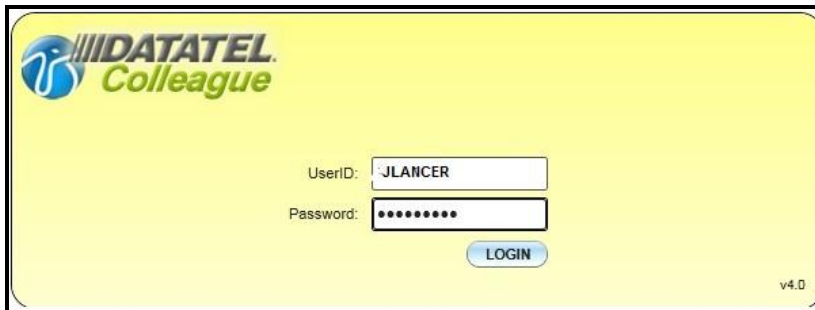 DATATEL
Colleague
UserID: JLANCER
Password: •••••••••
LOGIN
v4.0